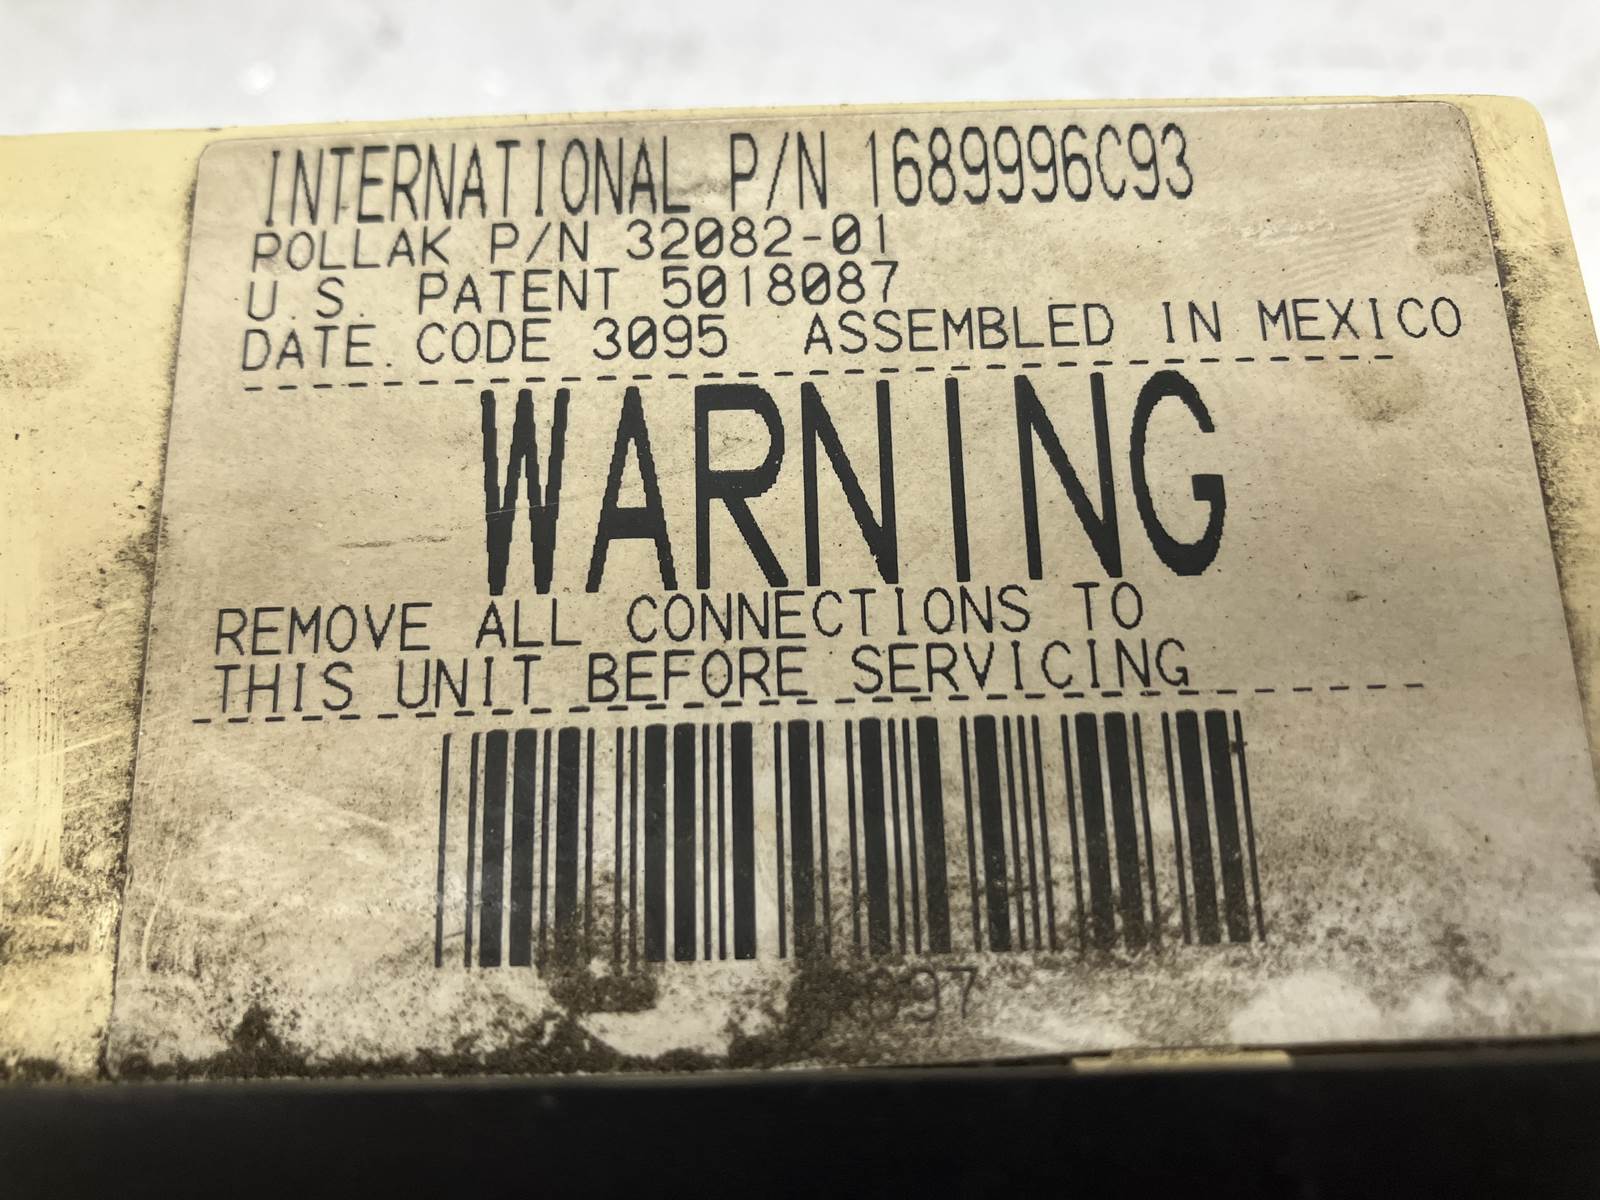 INTERNATIONAL P/N 1689996C93
POLLAK P/N 32082-01
U.S. PATENT 5018087
DATE CODE 3095 ASSEMBLED IN MEXICO
WARNING
REMOVE ALL CONNECTIONS TO
THIS UNIT BEFORE SERVICING